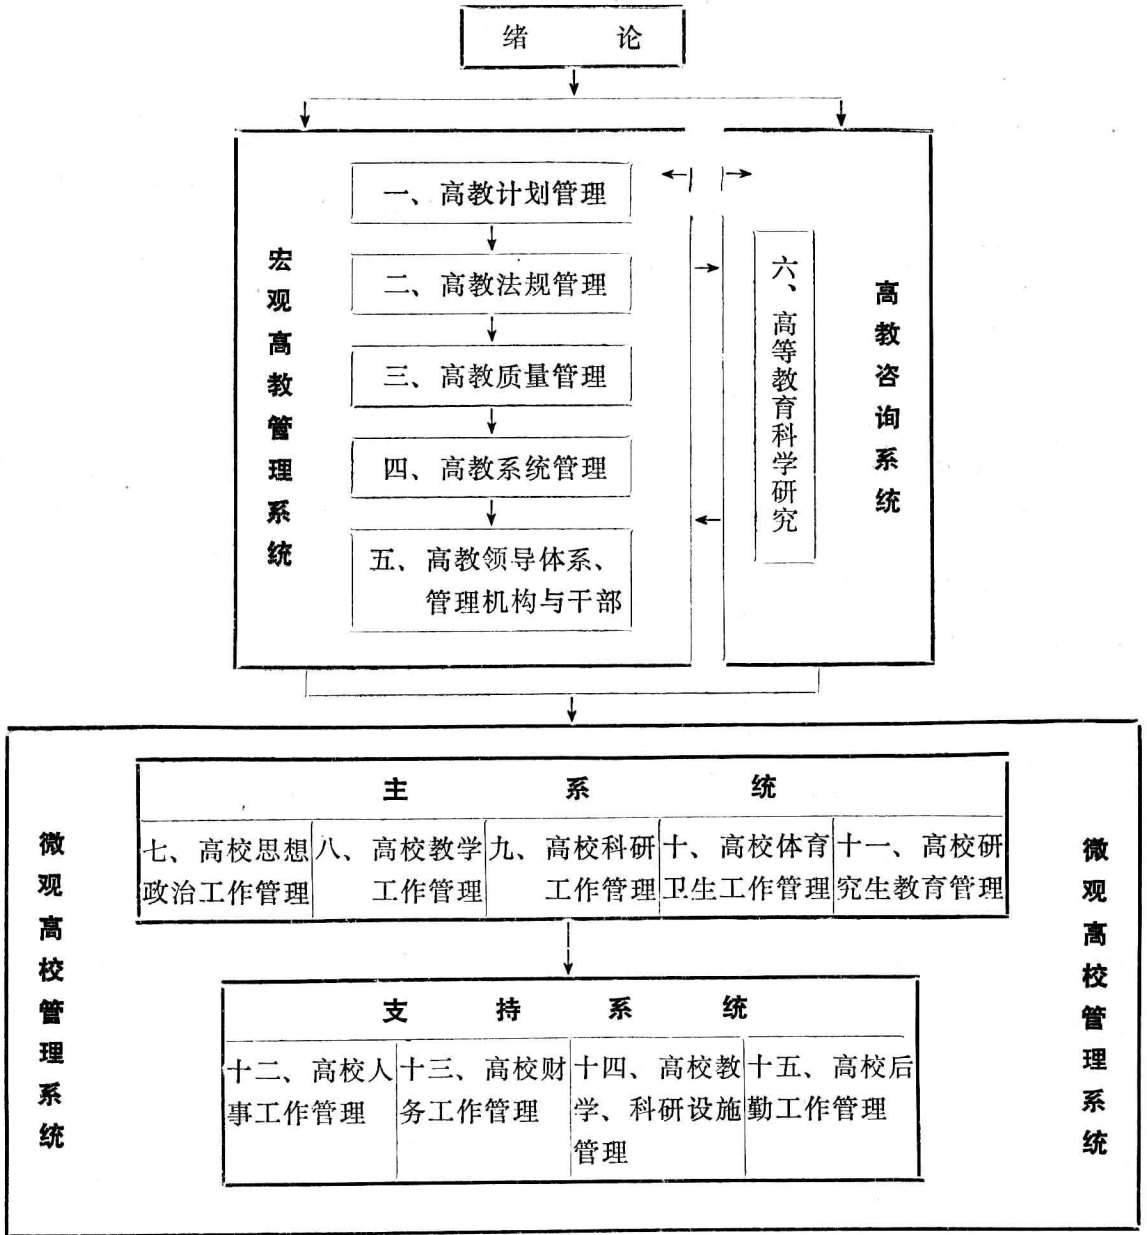 绪 论
宏观高教管理系统
一、高教计划管理
二、高教法规管理
三、高教质量管理
四、高教系统管理
五、高教领导体系、
管理机构与干部
六、高等教育科学研究
高教咨询系统
微观高校管理系统
主 系 统
七、高校思想
政治工作管理
八、高校教学
工作管理
九、高校科研
工作管理
十、高校体育
卫生工作管理
十一、高校研
究生教育管理
支 持 系 统
十二、高校人
事工作管理
十三、高校财
务工作管理
十四、高校教
学、科研设施
管理
十五、高校后
勤工作管理
微观高校管理系统